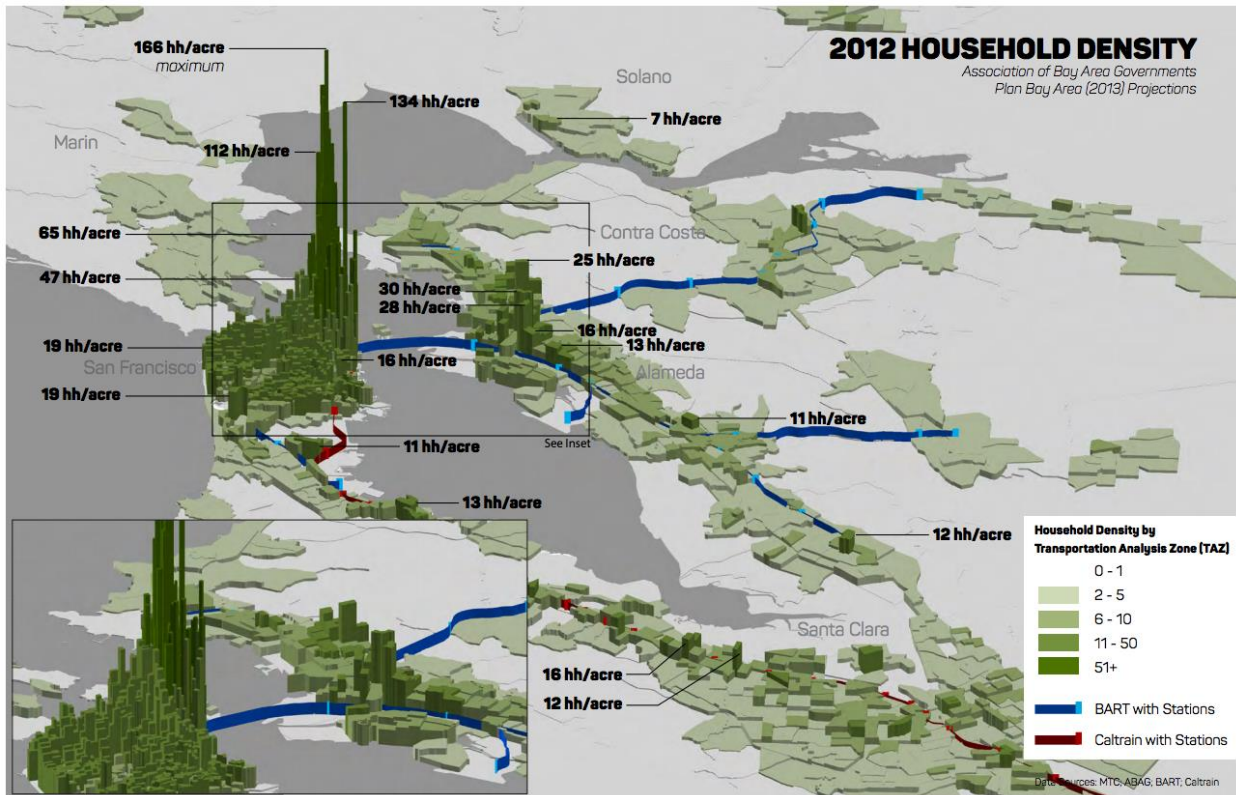 2012 HOUSEHOLD DENSITY
Association of Bay Area Governments
Plan Bay Area (2013) Projections
166 hh/acre
maximum
134 hh/acre
Solano
7 hh/acre
Marin
112 hh/acre
65 hh/acre
Contra Costa
47 hh/acre
25 hh/acre
30 hh/acre
28 hh/acre
16 hh/acre
13 hh/acre
19 hh/acre
San Francisco
16 hh/acre
Alameda
19 hh/acre
11 hh/acre
See Inset
11 hh/acre
13 hh/acre
12 hh/acre
Santa Clara
16 hh/acre
12 hh/acre
Household Density by
Transportation Analysis Zone (TAZ)
0 - 1
2 - 5
6 - 10
11 - 50
51+
BART with Stations
Caltrain with Stations
Data Sources: MTC, ABAG, BART, Caltrain